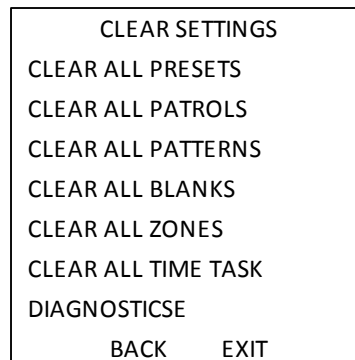 CLEAR SETTINGS
CLEAR ALL PRESETS
CLEAR ALL PATROLS
CLEAR ALL PATTERNS
CLEAR ALL BLANKS
CLEAR ALL ZONES
CLEAR ALL TIME TASK
DIAGNOSTICSE
BACK EXIT